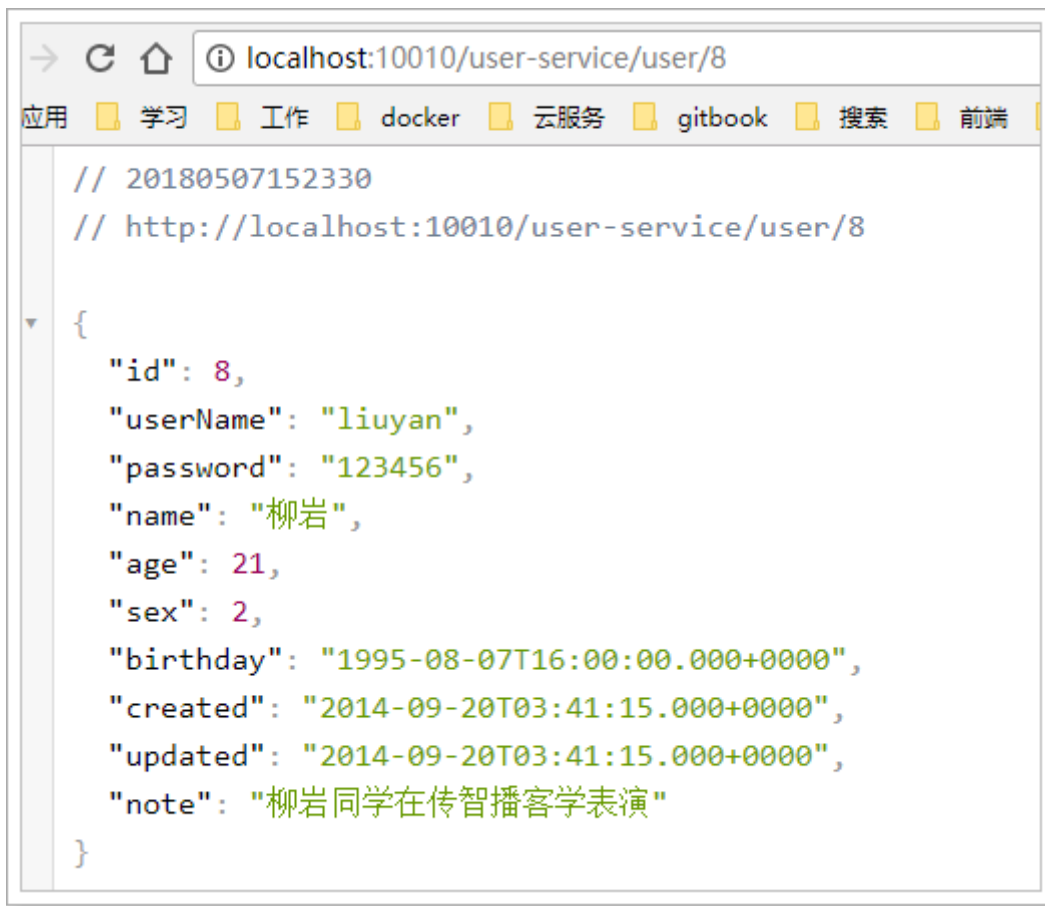 localhost:10010/user-service/user/8
应用 学习 工作 docker 云服务 gitbook 搜索 前端
// 20180507152330
// http://localhost:10010/user-service/user/8
{
"id": 8,
"userName": "liuyan",
"password": "123456",
"name": "柳岩",
"age": 21,
"sex": 2,
"birthday": "1995-08-07T16:00:00.000+0000",
"created": "2014-09-20T03:41:15.000+0000",
"updated": "2014-09-20T03:41:15.000+0000",
"note": "柳岩同学在传智播客学表演"
}